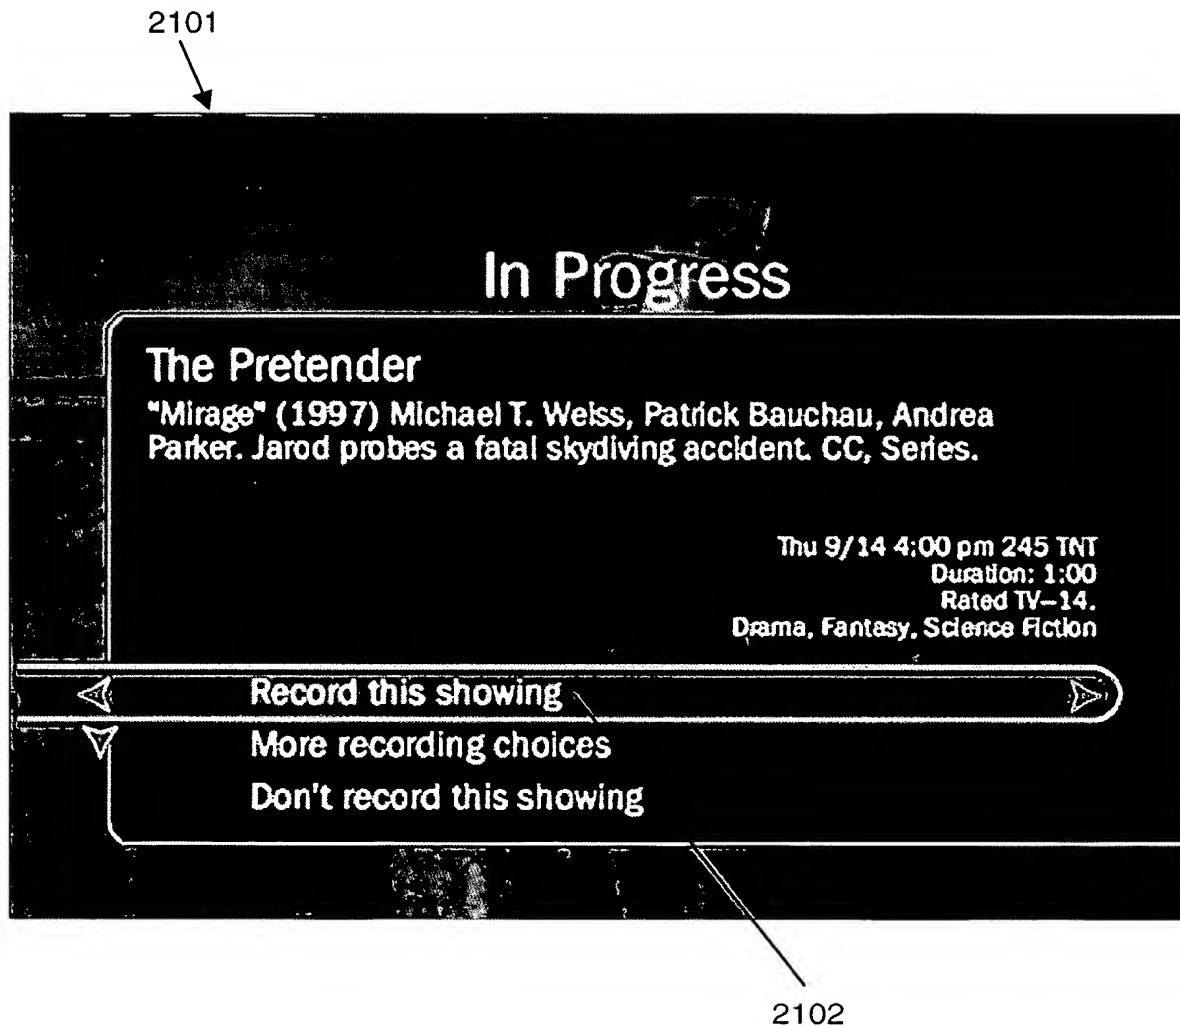 2101
In Progress
The Pretender
"Mirage" (1997) Michael T. Weiss, Patrick Bauchau, Andrea
Parker. Jarod probes a fatal skydiving accident. CC, Series.
Thu 9/14 4:00 pm 245 TNT
Duration: 1:00
Rated TV-14.
Drama, Fantasy, Science Fiction
Record this showing
More recording choices
Don't record this showing
2102